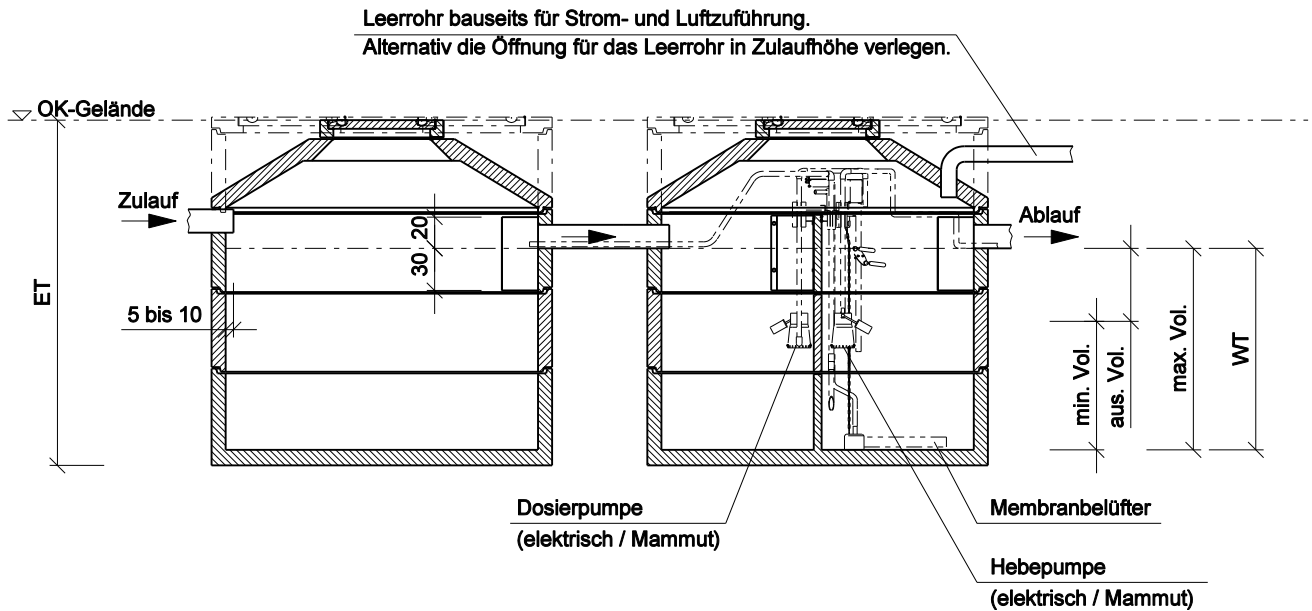 Leerrohr bauseits für Strom- und Luftzuführung.
Alternativ die Öffnung für das Leerrohr in Zulaufhöhe verlegen.
OK-Gelände
Zulauf
Ablauf
20
30
ET
5 bis 10
min. Vol.
aus. Vol.
max. Vol.
WT
Dosierpumpe
(elektrisch / Mammut)
Membranbelüfter
Hebepumpe
(elektrisch / Mammut)